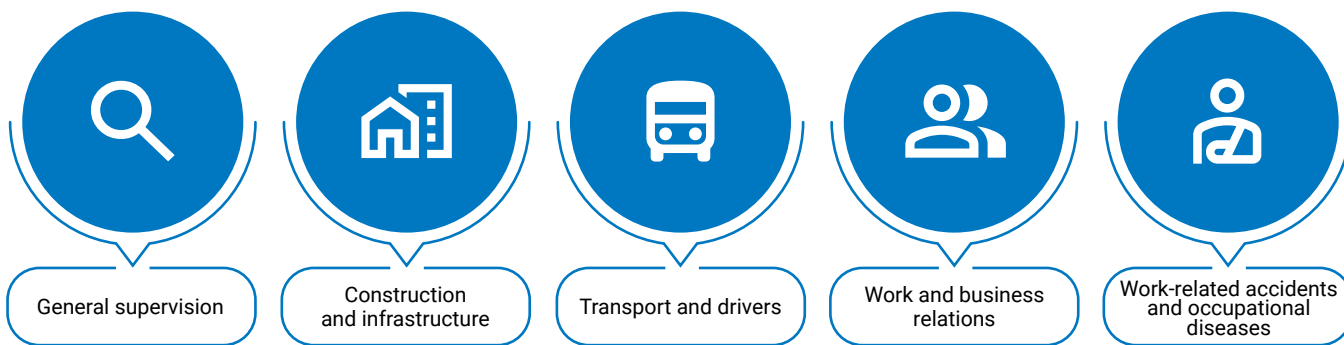 General supervision
Construction
and infrastructure
Transport and drivers
Work and business
relations
Work-related accidents
and occupational
diseases